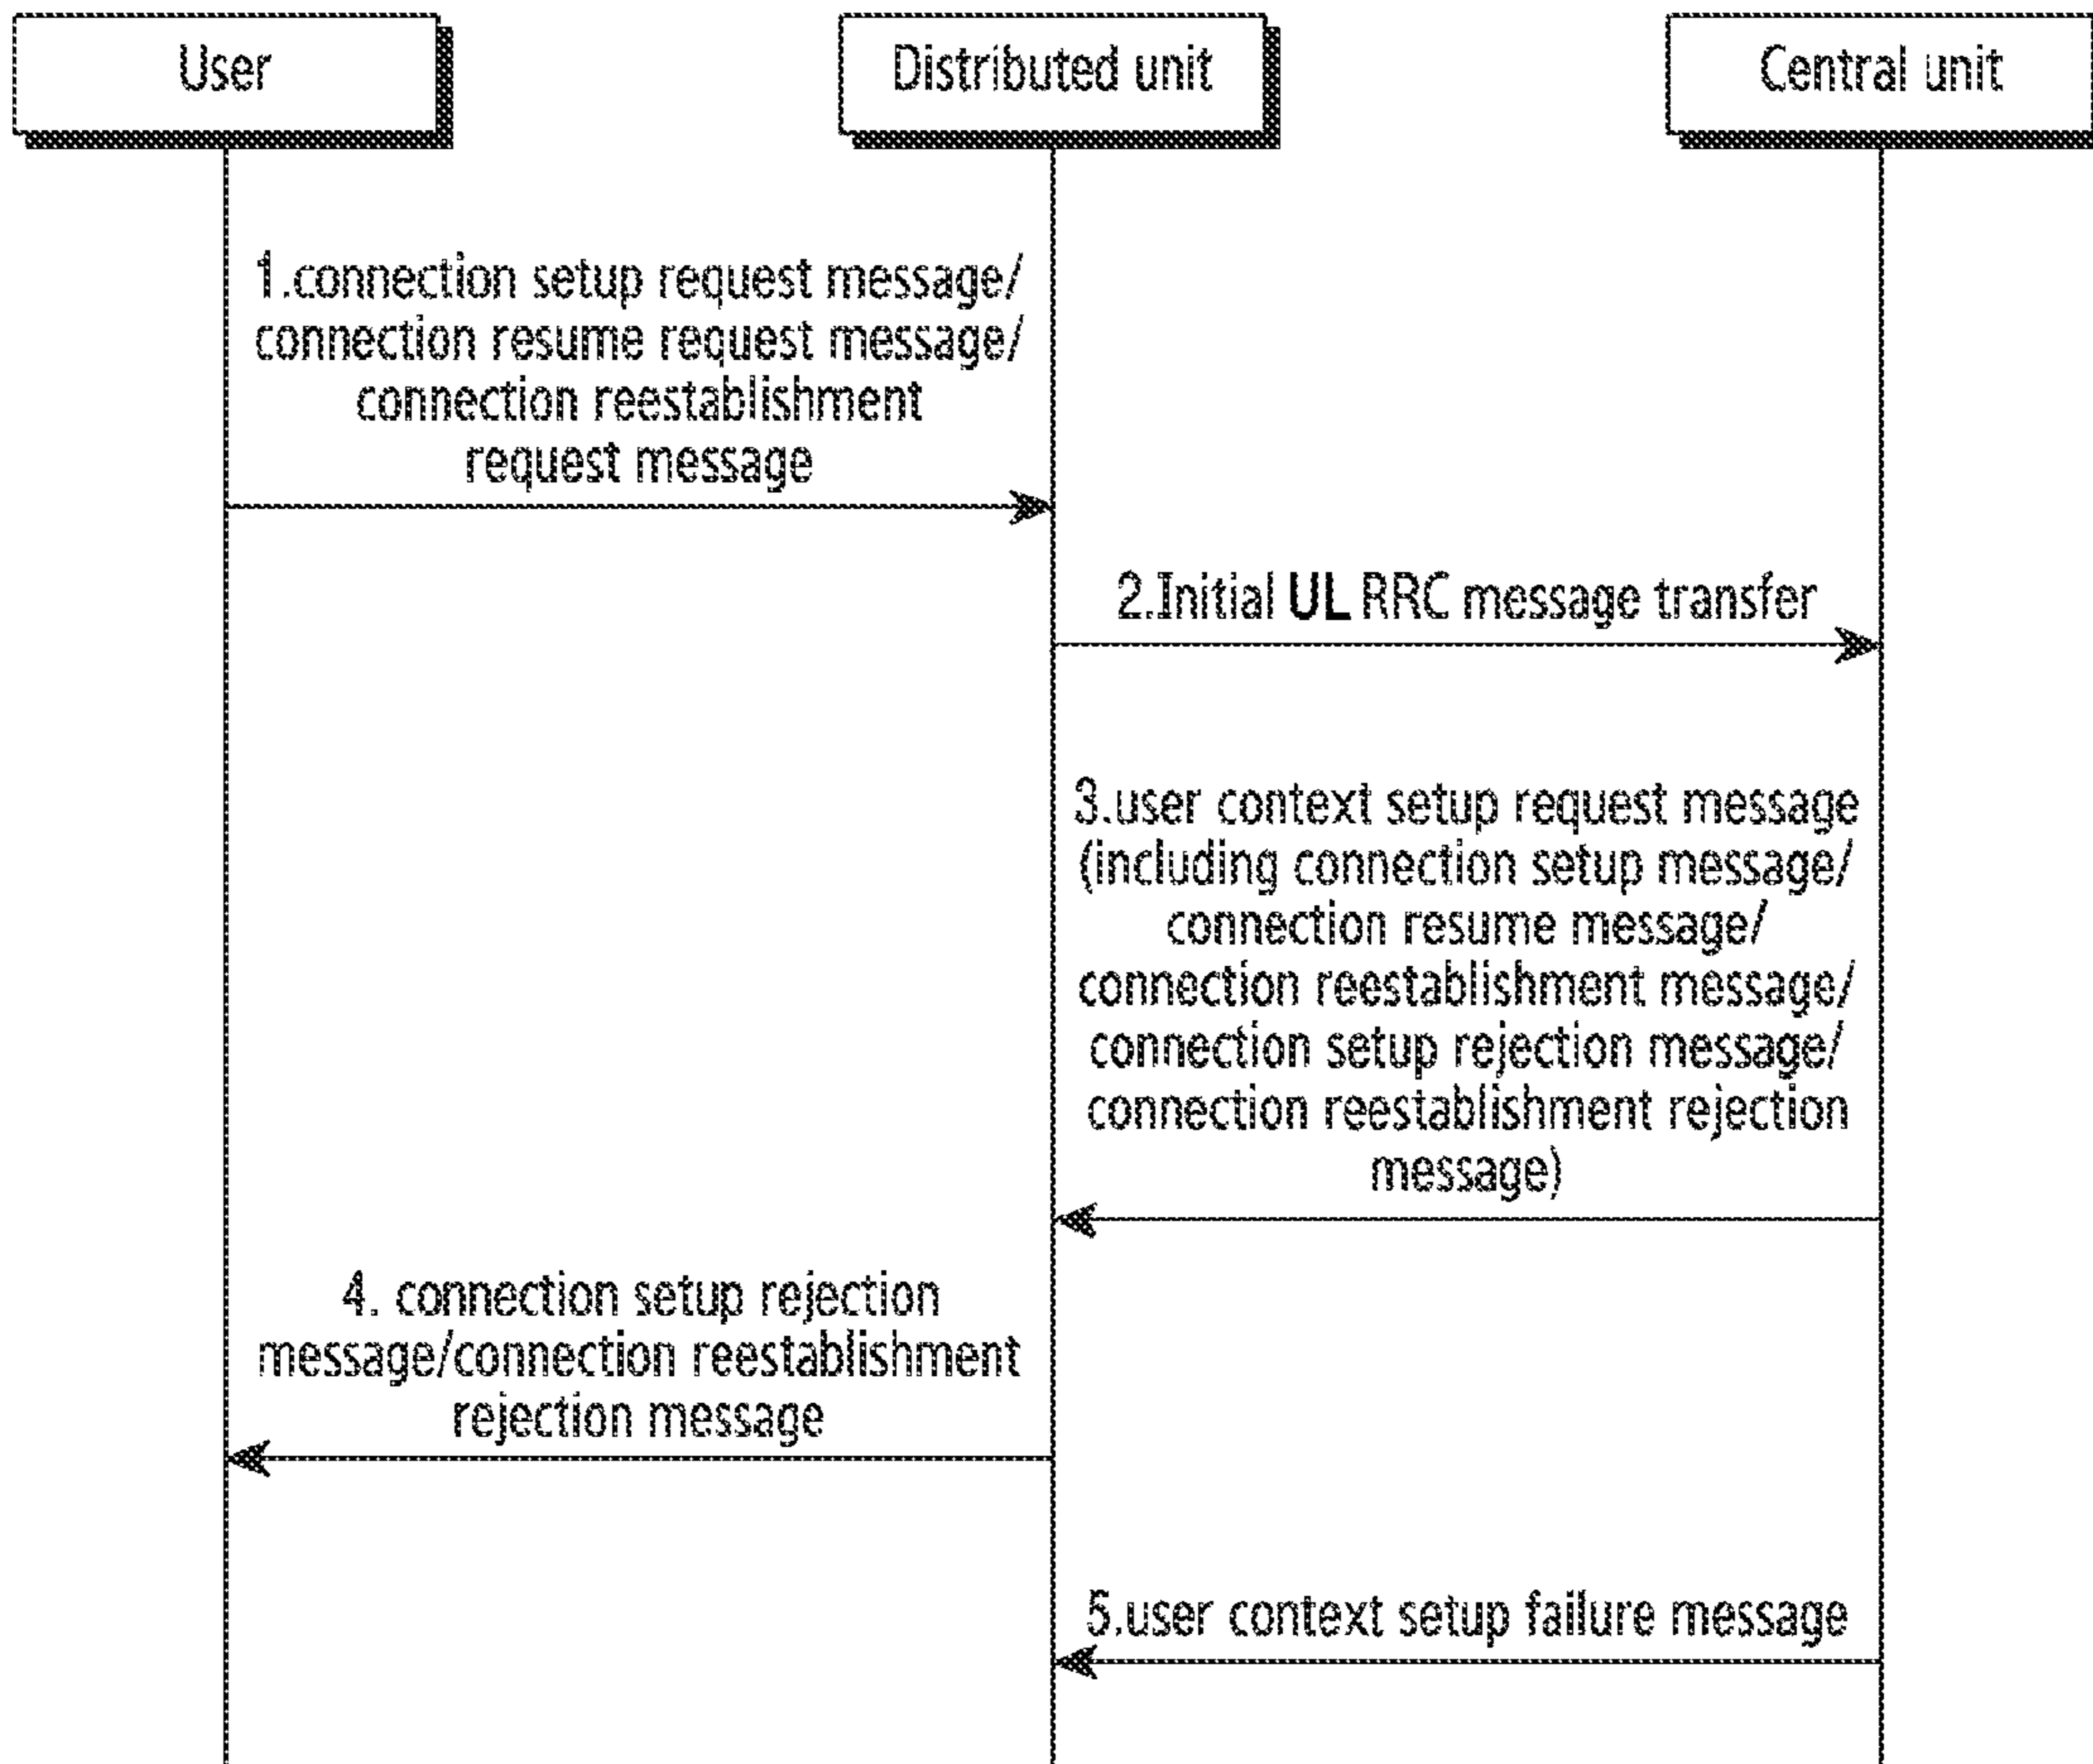 User
Distributed unit
Central unit
1.connection setup request message/
connection resume request message/
connection reestablishment
request message
2.Initial UL RRC message transfer
3.user context setup request message
(including connection setup message/
connection resume message/
connection reestablishment message/
connection setup rejection message/
connection reestablishment rejection
message)
4. connection setup rejection
message/connection reestablishment
rejection message
5.user context setup failure message